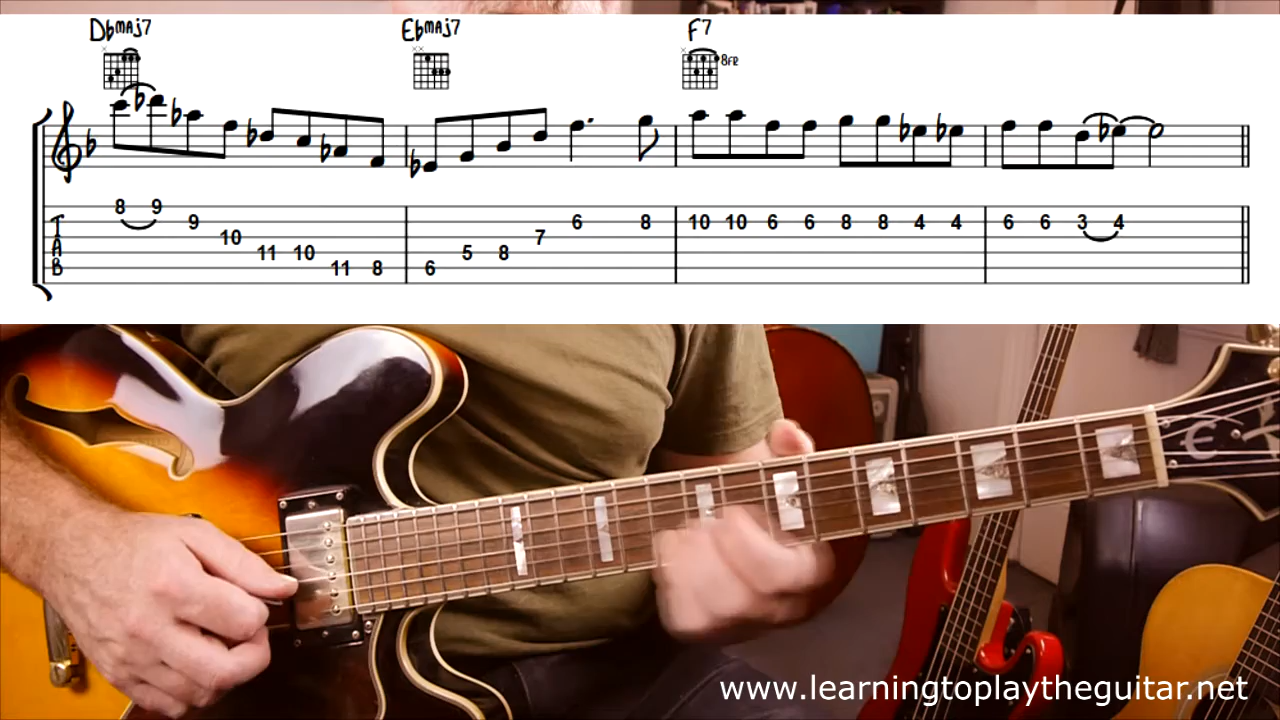 DbMAJ7 EbMAJ7 F7
× ×× × 8FR
8 9 9 10 11 10 11 8 6 5 8 7 6 8 10 10 6 6 8 8 4 4 6 6 3 4
T
A
B
www.learningtoplaytheguitar.net